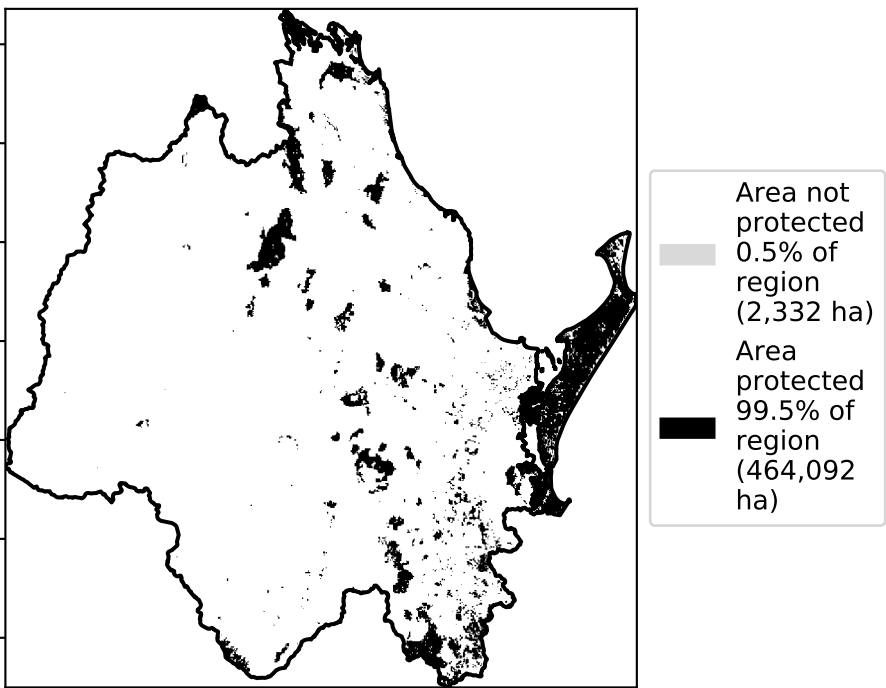 Area not
protected
0.5% of
region
(2,332 ha)
Area
protected
99.5% of
region
(464,092
ha)